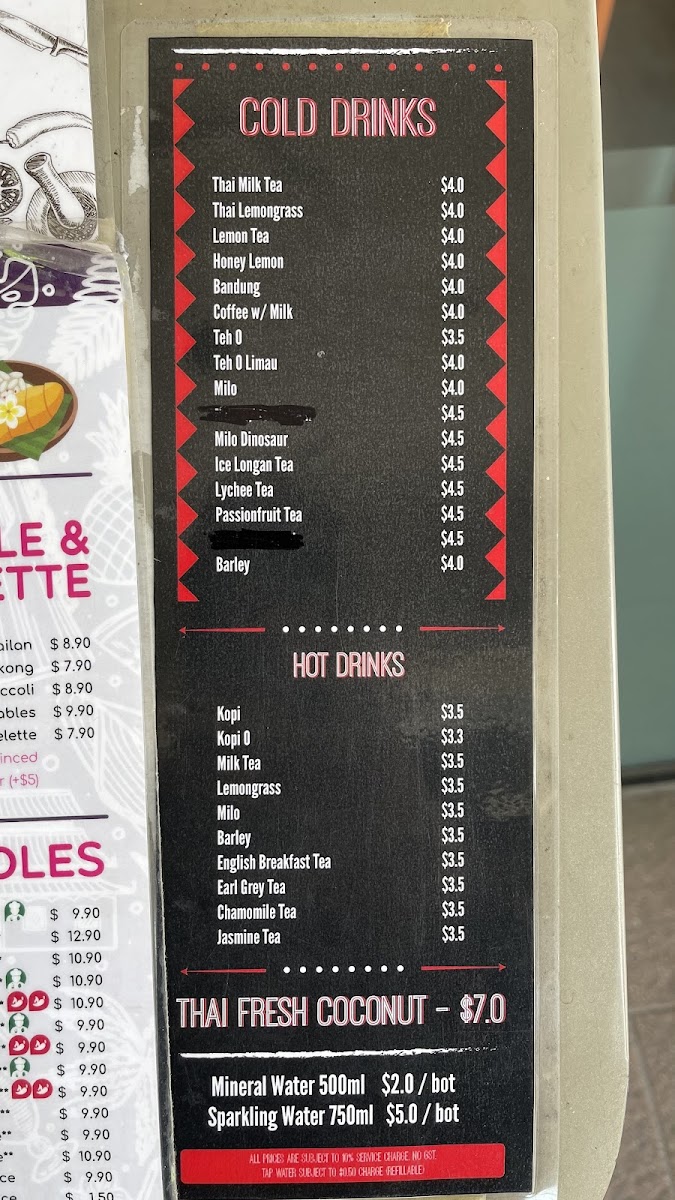 COLD DRINKS
Thai Milk Tea $4.0
Thai Lemongrass $4.0
Lemon Tea $4.0
Honey Lemon $4.0
Bandung $4.0
Coffee w/ Milk $4.0
Teh O $3.5
Teh O Limau $4.0
Milo $4.0
$4.5
Milo Dinosaur $4.5
Ice Longan Tea $4.5
Lychee Tea $4.5
Passionfruit Tea $4.5
$4.5
Barley $4.0
HOT DRINKS
Kopi $3.5
Kopi O $3.3
Milk Tea $3.5
Lemongrass $3.5
Milo $3.5
Barley $3.5
English Breakfast Tea $3.5
Earl Grey Tea $3.5
Chamomile Tea $3.5
Jasmine Tea $3.5
THAI FRESH COCONUT - $7.0
Mineral Water 500ml $2.0 / bot
Sparkling Water 750ml $5.0 / bot
ALL PRICES ARE SUBJECT TO 10% SERVICE CHARGE. NO GST.
TAP WATER SUBJECT TO $0.50 CHARGE (REFILLABLE)
LE &
ETTE
ailan $ 8.90
kong $ 7.90
ccoli $ 8.90
ables $ 9.90
elette $ 7.90
inced
r (+$5)
DLES
$ 9.90
$ 12.90
$ 10.90
$ 10.90
$ 10.90
$ 9.90
$ 9.90
** $ 9.90
** $ 9.90
** $ 9.90
e** $ 9.90
** $ 10.90
ce $ 9.90
ce $ 1.50